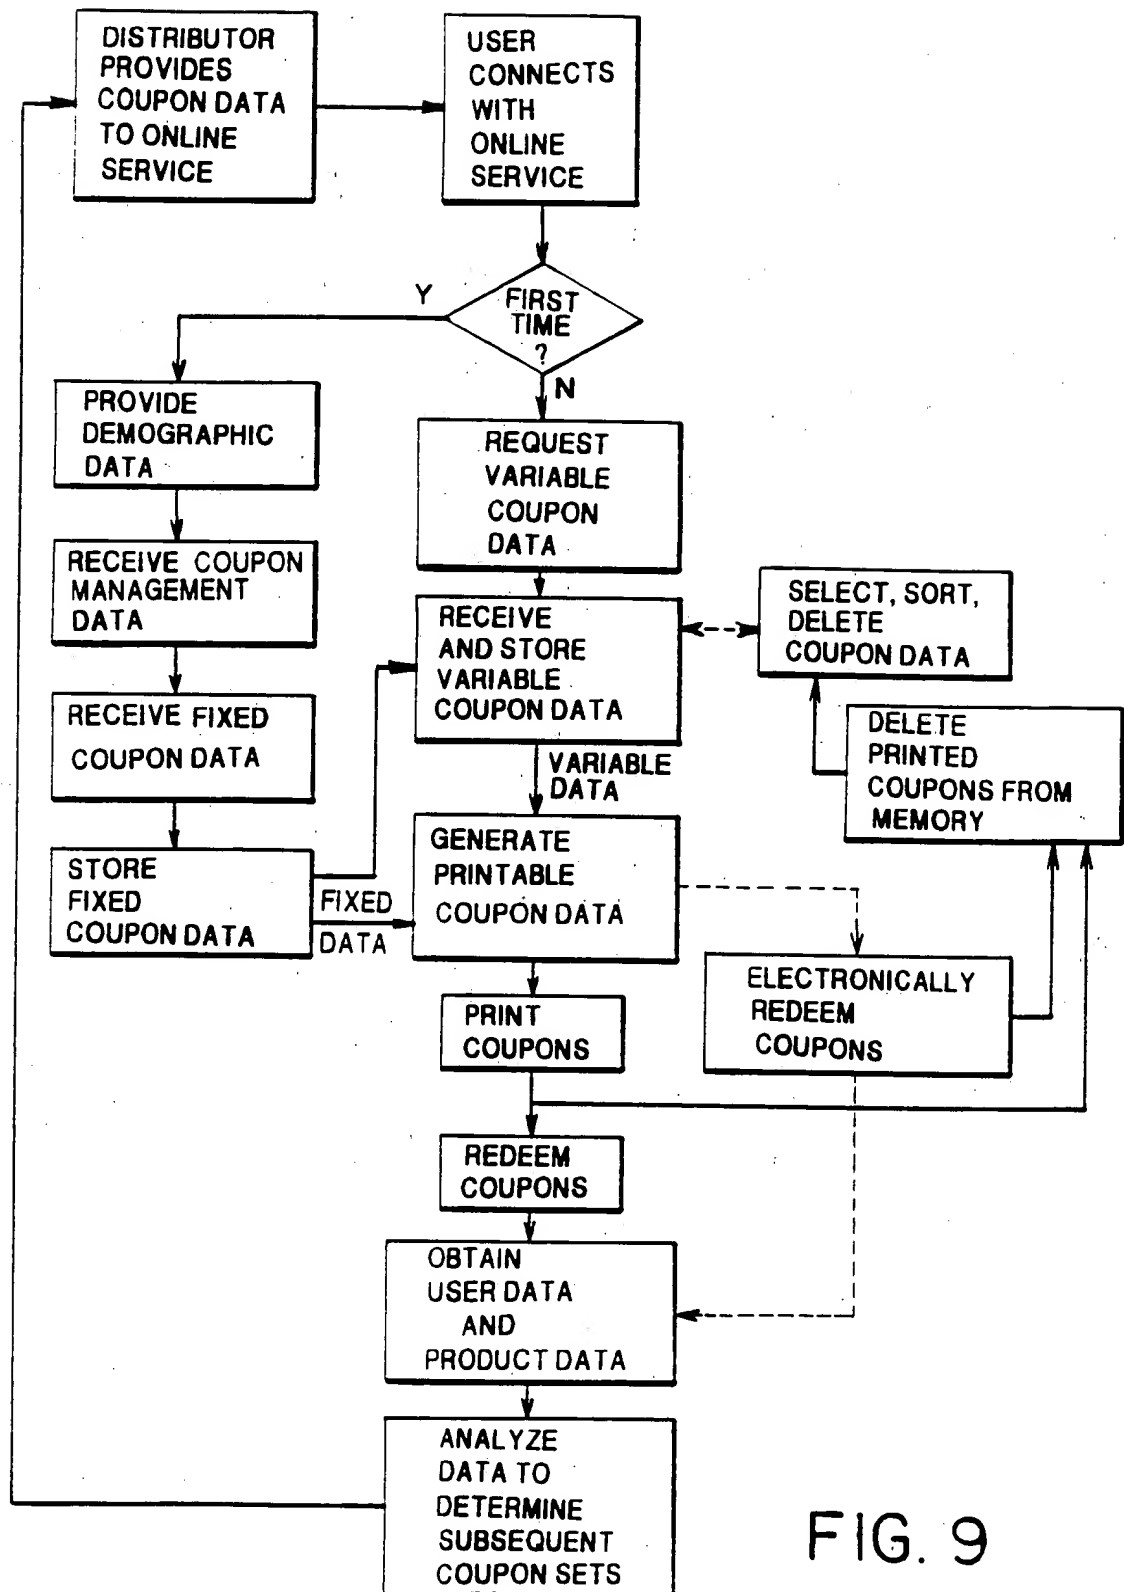 DISTRIBUTOR
PROVIDES
COUPON DATA
TO ONLINE
SERVICE
USER
CONNECTS
WITH
ONLINE
SERVICE
FIRST
TIME
?
Y
N
PROVIDE
DEMOGRAPHIC
DATA
RECEIVE COUPON
MANAGEMENT
DATA
RECEIVE FIXED
COUPON DATA
STORE
FIXED
COUPON DATA
FIXED
DATA
REQUEST
VARIABLE
COUPON
DATA
RECEIVE
AND STORE
VARIABLE
COUPON DATA
SELECT, SORT,
DELETE
COUPON DATA
DELETE
PRINTED
COUPONS FROM
MEMORY
VARIABLE
DATA
GENERATE
PRINTABLE
COUPON DATA
ELECTRONICALLY
REDEEM
COUPONS
PRINT
COUPONS
REDEEM
COUPONS
OBTAIN
USER DATA
AND
PRODUCT DATA
ANALYZE
DATA TO
DETERMINE
SUBSEQUENT
COUPON SETS
FIG. 9